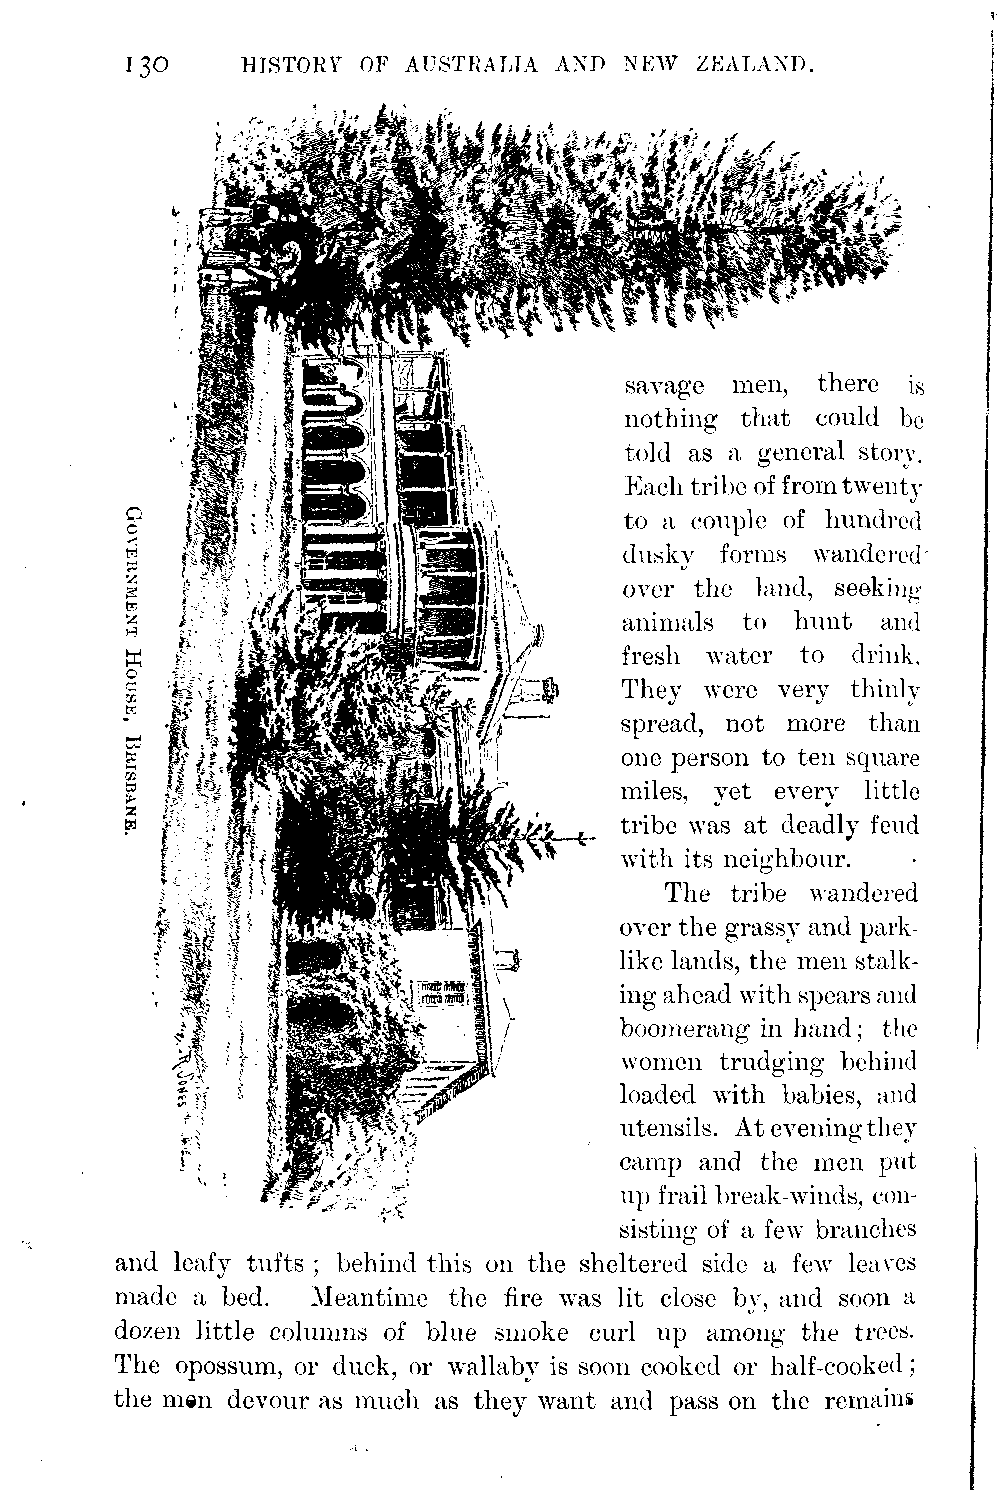 130 HISTORY OF AUSTRALIA AND NEW ZEALAND.
GOVERNMENT HOUSE, BRISBANE.
JONES
savage men, there is
nothing that could be
told as a general story.
Each tribe of from twenty
to a couple of hundred
dusky forms wandered
over the land, seeking
animals to hunt and
fresh water to drink.
They were very thinly
spread, not more than
one person to ten square
miles, yet every little
tribe was at deadly feud
with its neighbour.
The tribe wandered
over the grassy and park-
like lands, the men stalk-
ing ahead with spears and
boomerang in hand; the
women trudging behind
loaded with babies, and
utensils. At evening they
camp and the men put
up frail break-winds, con-
sisting of a few branches
and leafy tufts; behind this on the sheltered side a few leaves
made a bed. Meantime the fire was lit close by, and soon a
dozen little columns of blue smoke curl up among the trees.
The opossum, or duck, or wallaby is soon cooked or half-cooked;
the men devour as much as they want and pass on the remains